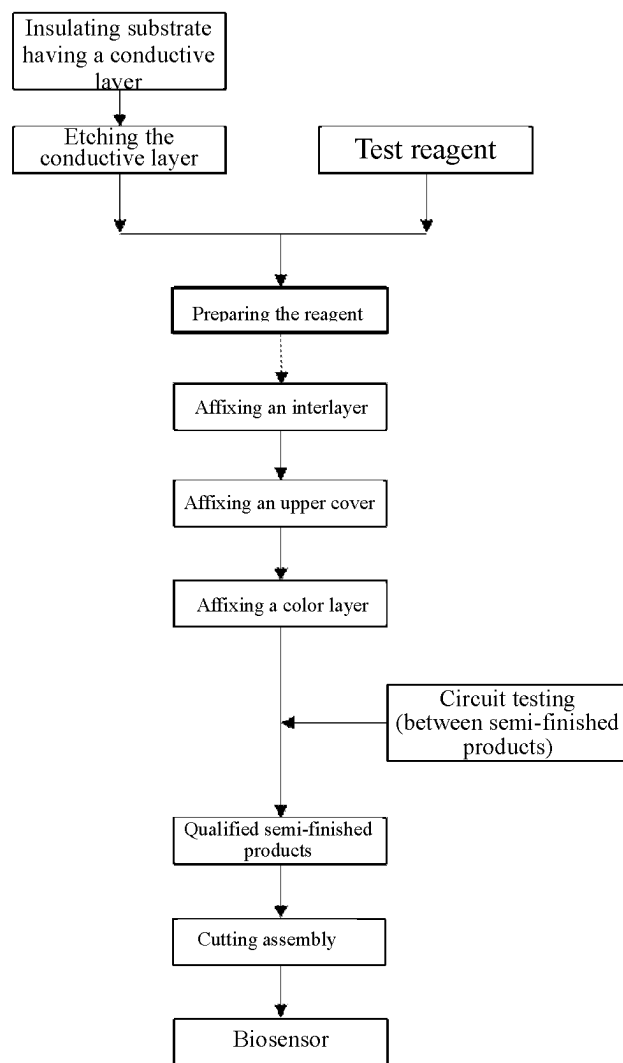 Insulating substrate
having a conductive
layer
Etching the
conductive layer
Test reagent
Preparing the reagent
Affixing an interlayer
Affixing an upper cover
Affixing a color layer
Circuit testing
(between semi-finished
products)
Qualified semi-finished
products
Cutting assembly
Biosensor